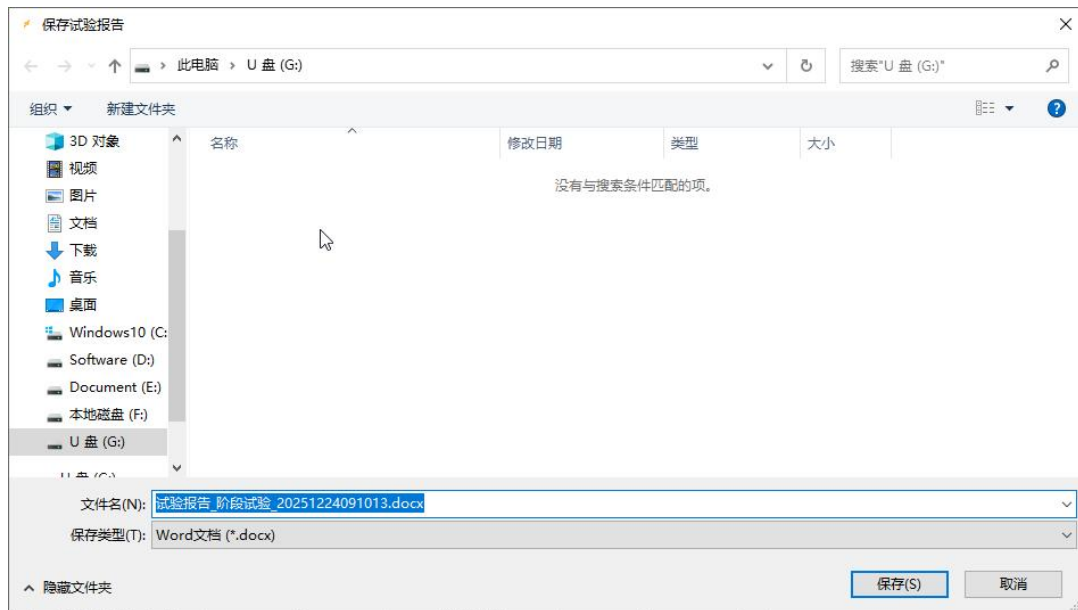 保存试验报告
此电脑 › U 盘 (G:)
搜索"U 盘 (G:)"
组织 新建文件夹
名称 修改日期 类型 大小
没有与搜索条件匹配的项。
3D 对象
视频
图片
文档
下载
音乐
桌面
Windows10 (C:
Software (D:)
Document (E:)
本地磁盘 (F:)
U 盘 (G:)
文件名(N): 试验报告_阶段试验_20251224091013.docx
保存类型(T): Word文档 (*.docx)
隐藏文件夹
保存(S) 取消